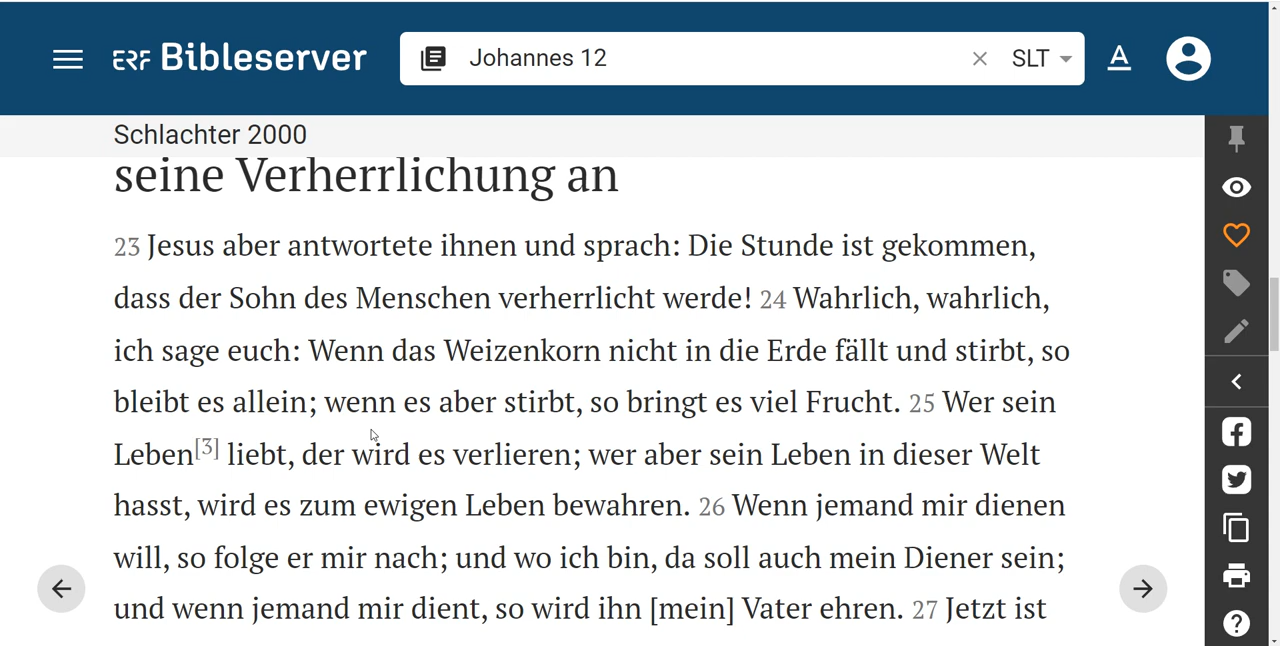 ERF Bibleserver
Johannes 12
SLT
A
Schlachter 2000
seine Verherrlichung an
23 Jesus aber antwortete ihnen und sprach: Die Stunde ist gekommen,
dass der Sohn des Menschen verherrlicht werde! 24 Wahrlich, wahrlich,
ich sage euch: Wenn das Weizenkorn nicht in die Erde fällt und stirbt, so
bleibt es allein; wenn es aber stirbt, so bringt es viel Frucht. 25 Wer sein
Leben[3] liebt, der wird es verlieren; wer aber sein Leben in dieser Welt
hasst, wird es zum ewigen Leben bewahren. 26 Wenn jemand mir dienen
will, so folge er mir nach; und wo ich bin, da soll auch mein Diener sein;
und wenn jemand mir dient, so wird ihn [mein] Vater ehren. 27 Jetzt ist